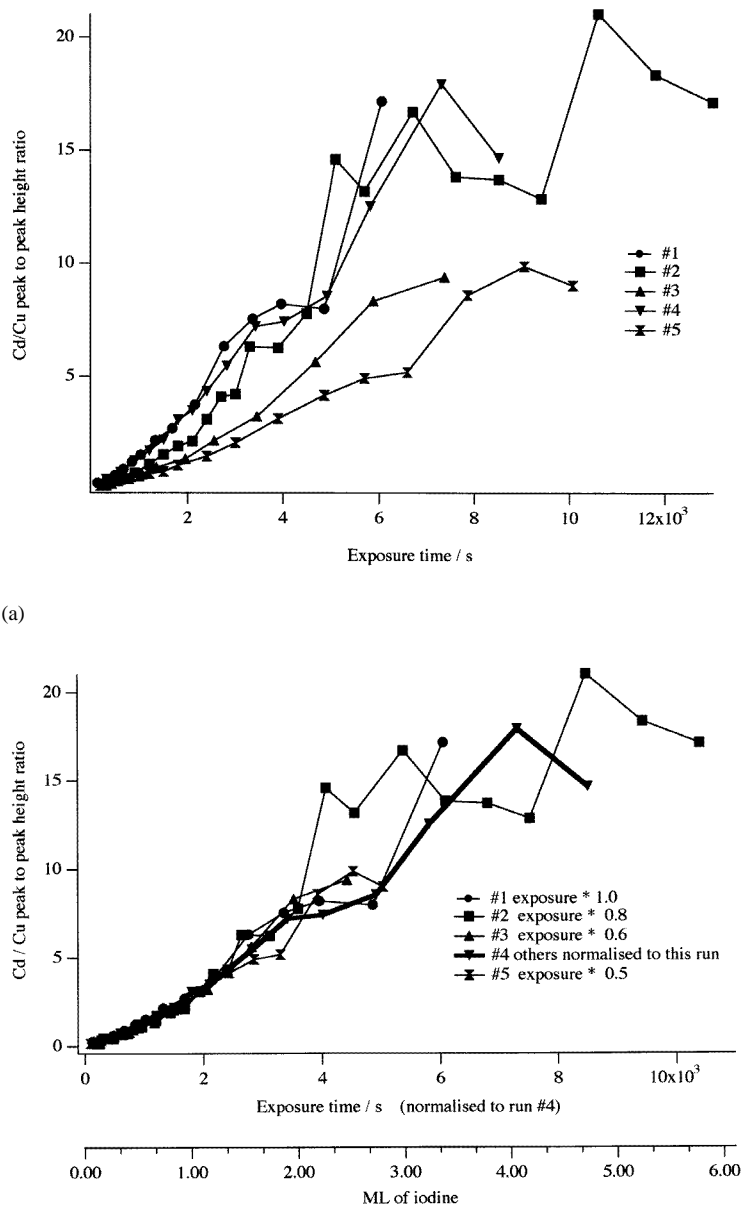 20
15
10
5
Cd/Cu peak to peak height ratio
#1
#2
#3
#4
#5
2 4 6 8 10 12x10³
Exposure time / s
(a)
20
15
10
5
0
Cd / Cu peak to peak height ratio
#1 exposure * 1.0
#2 exposure * 0.8
#3 exposure * 0.6
#4 others normalised to this run
#5 exposure * 0.5
0 2 4 6 8 10x10³
Exposure time / s (normalised to run #4)
0.00 1.00 2.00 3.00 4.00 5.00 6.00
ML of iodine